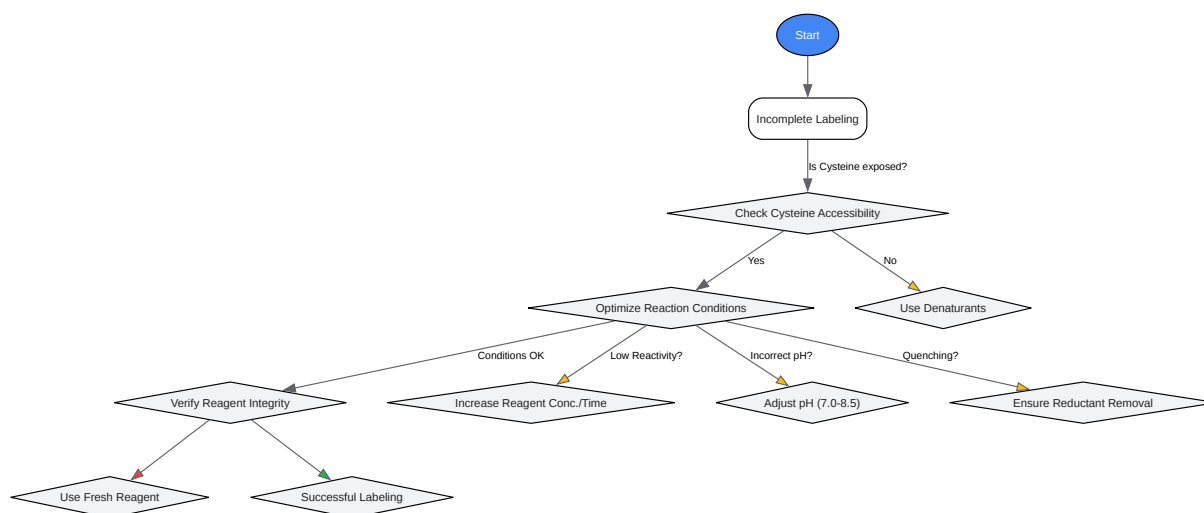 Start
Incomplete Labeling
Is Cysteine exposed?
Check Cysteine Accessibility
Yes
No
Optimize Reaction Conditions
Use Denaturants
Conditions OK
Low Reactivity?
Incorrect pH?
Quenching?
Verify Reagent Integrity
Increase Reagent Conc./Time
Adjust pH (7.0-8.5)
Ensure Reductant Removal
Use Fresh Reagent
Successful Labeling